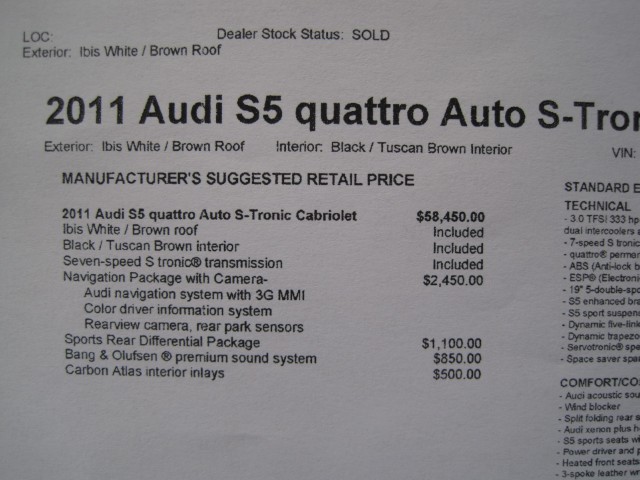 LOC: Dealer Stock Status: SOLD
Exterior: Ibis White / Brown Roof
2011 Audi S5 quattro Auto S-Tron
Exterior: Ibis White / Brown Roof Interior: Black / Tuscan Brown Interior VIN:
MANUFACTURER'S SUGGESTED RETAIL PRICE
2011 Audi S5 quattro Auto S-Tronic Cabriolet $58,450.00
Ibis White / Brown roof Included
Black / Tuscan Brown interior Included
Seven-speed S tronic® transmission Included
Navigation Package with Camera- $2,450.00
Audi navigation system with 3G MMI
Color driver information system
Rearview camera, rear park sensors
Sports Rear Differential Package $1,100.00
Bang & Olufsen ® premium sound system $850.00
Carbon Atlas interior inlays $500.00
STANDARD E
TECHNICAL
- 3.0 TFSI 333 hp
dual intercoolers a
- 7-speed S tronic
- quattro® perman
- ABS (Anti-lock b
- ESP® (Electroni
- 19" 5-double-spo
- S5 enhanced bra
- S5 sport suspens
- Dynamic five-link
- Dynamic trapezo
- Servotronic® spe
- Space saver spa
COMFORT/CO
- Audi acoustic sou
- Wind blocker
- Split folding rear s
- Audi xenon plus h
- S5 sports seats wi
- Power driver and p
- Heated front seats
- 3-spoke leather wr